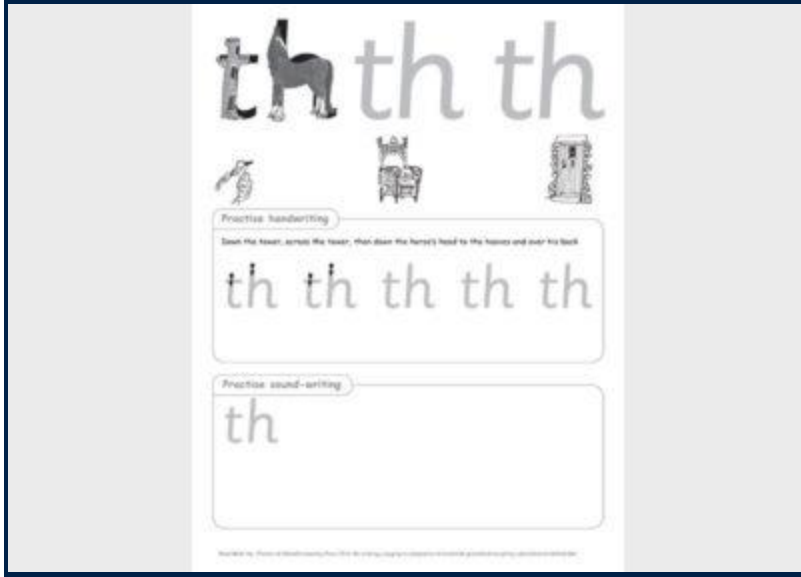 th th th
Practise handwriting
Down the tower, across the tower, then down the horse's head to the hooves and over his back
th th th th th
Practise sound-writing
th